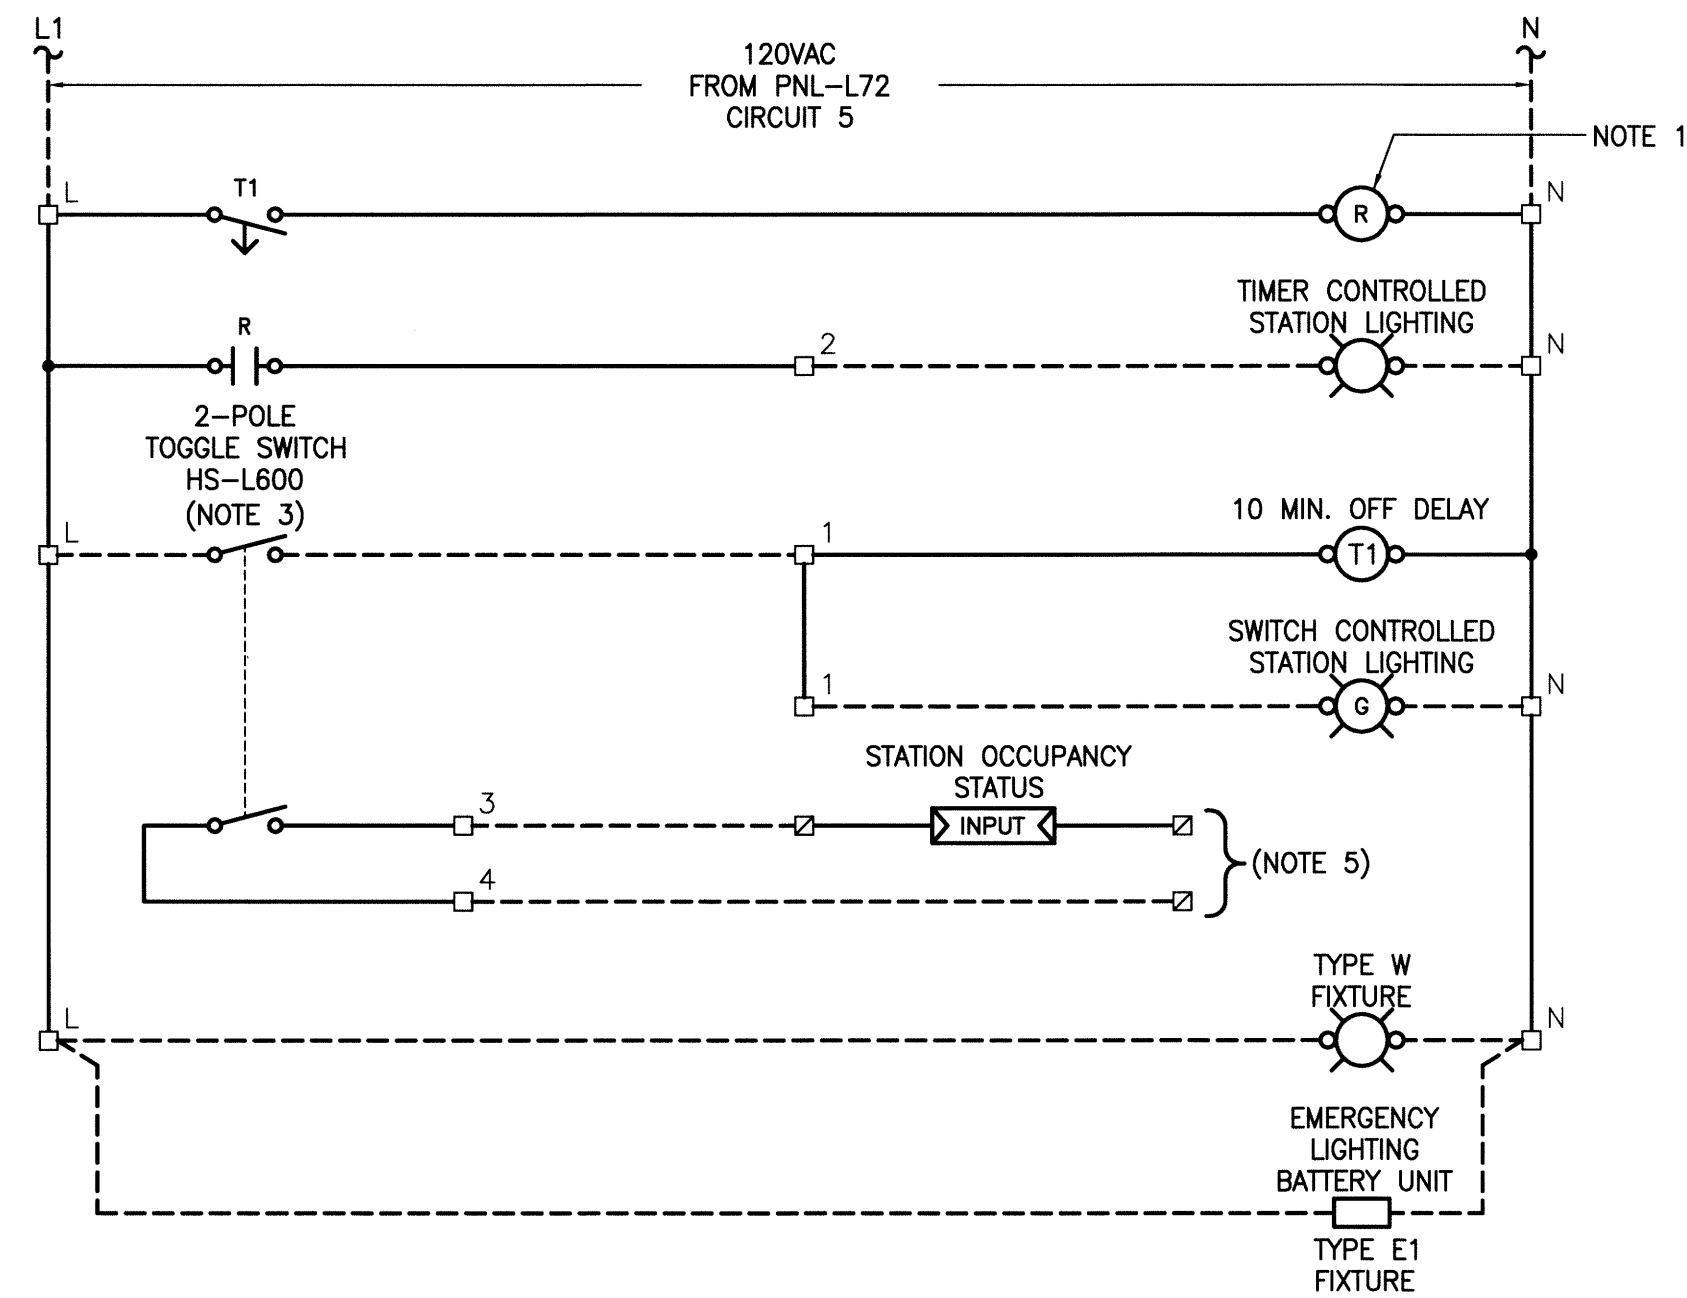 L1
N
120VAC
FROM PNL-L72
CIRCUIT 5
NOTE 1
L
T1
R
N
TIMER CONTROLLED
STATION LIGHTING
R
2
N
2-POLE
TOGGLE SWITCH
HS-L600
(NOTE 3)
L
1
10 MIN. OFF DELAY
T1
SWITCH CONTROLLED
STATION LIGHTING
1
G
N
STATION OCCUPANCY
STATUS
3
INPUT
4
(NOTE 5)
TYPE W
FIXTURE
L
N
EMERGENCY
LIGHTING
BATTERY UNIT
TYPE E1
FIXTURE